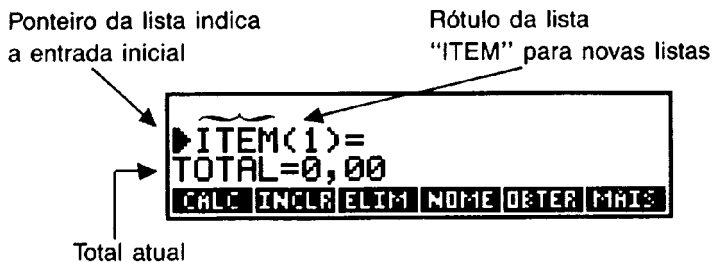 Ponteiro da lista indica
a entrada inicial
Rótulo da lista
“ITEM” para novas listas
ITEM(1)=
TOTAL=0,00
CALC INCLR ELIM NOME OBTER MAIS
Total atual